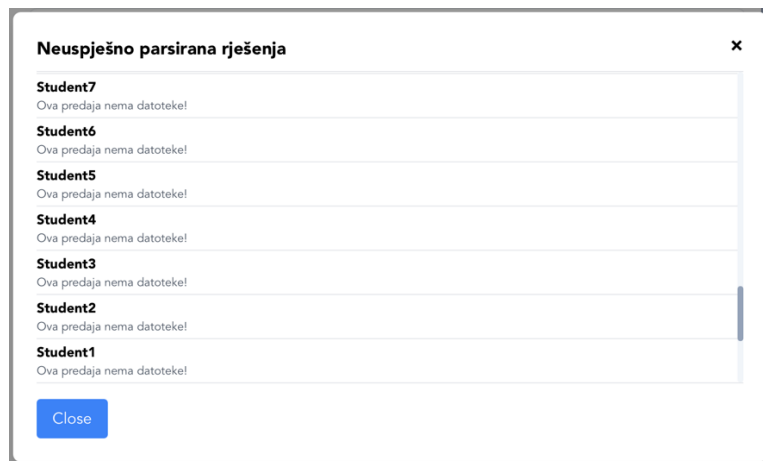 Neuspješno parsirana rješenja
Student7
Ova predaja nema datoteke!
Student6
Ova predaja nema datoteke!
Student5
Ova predaja nema datoteke!
Student4
Ova predaja nema datoteke!
Student3
Ova predaja nema datoteke!
Student2
Ova predaja nema datoteke!
Student1
Ova predaja nema datoteke!
Close